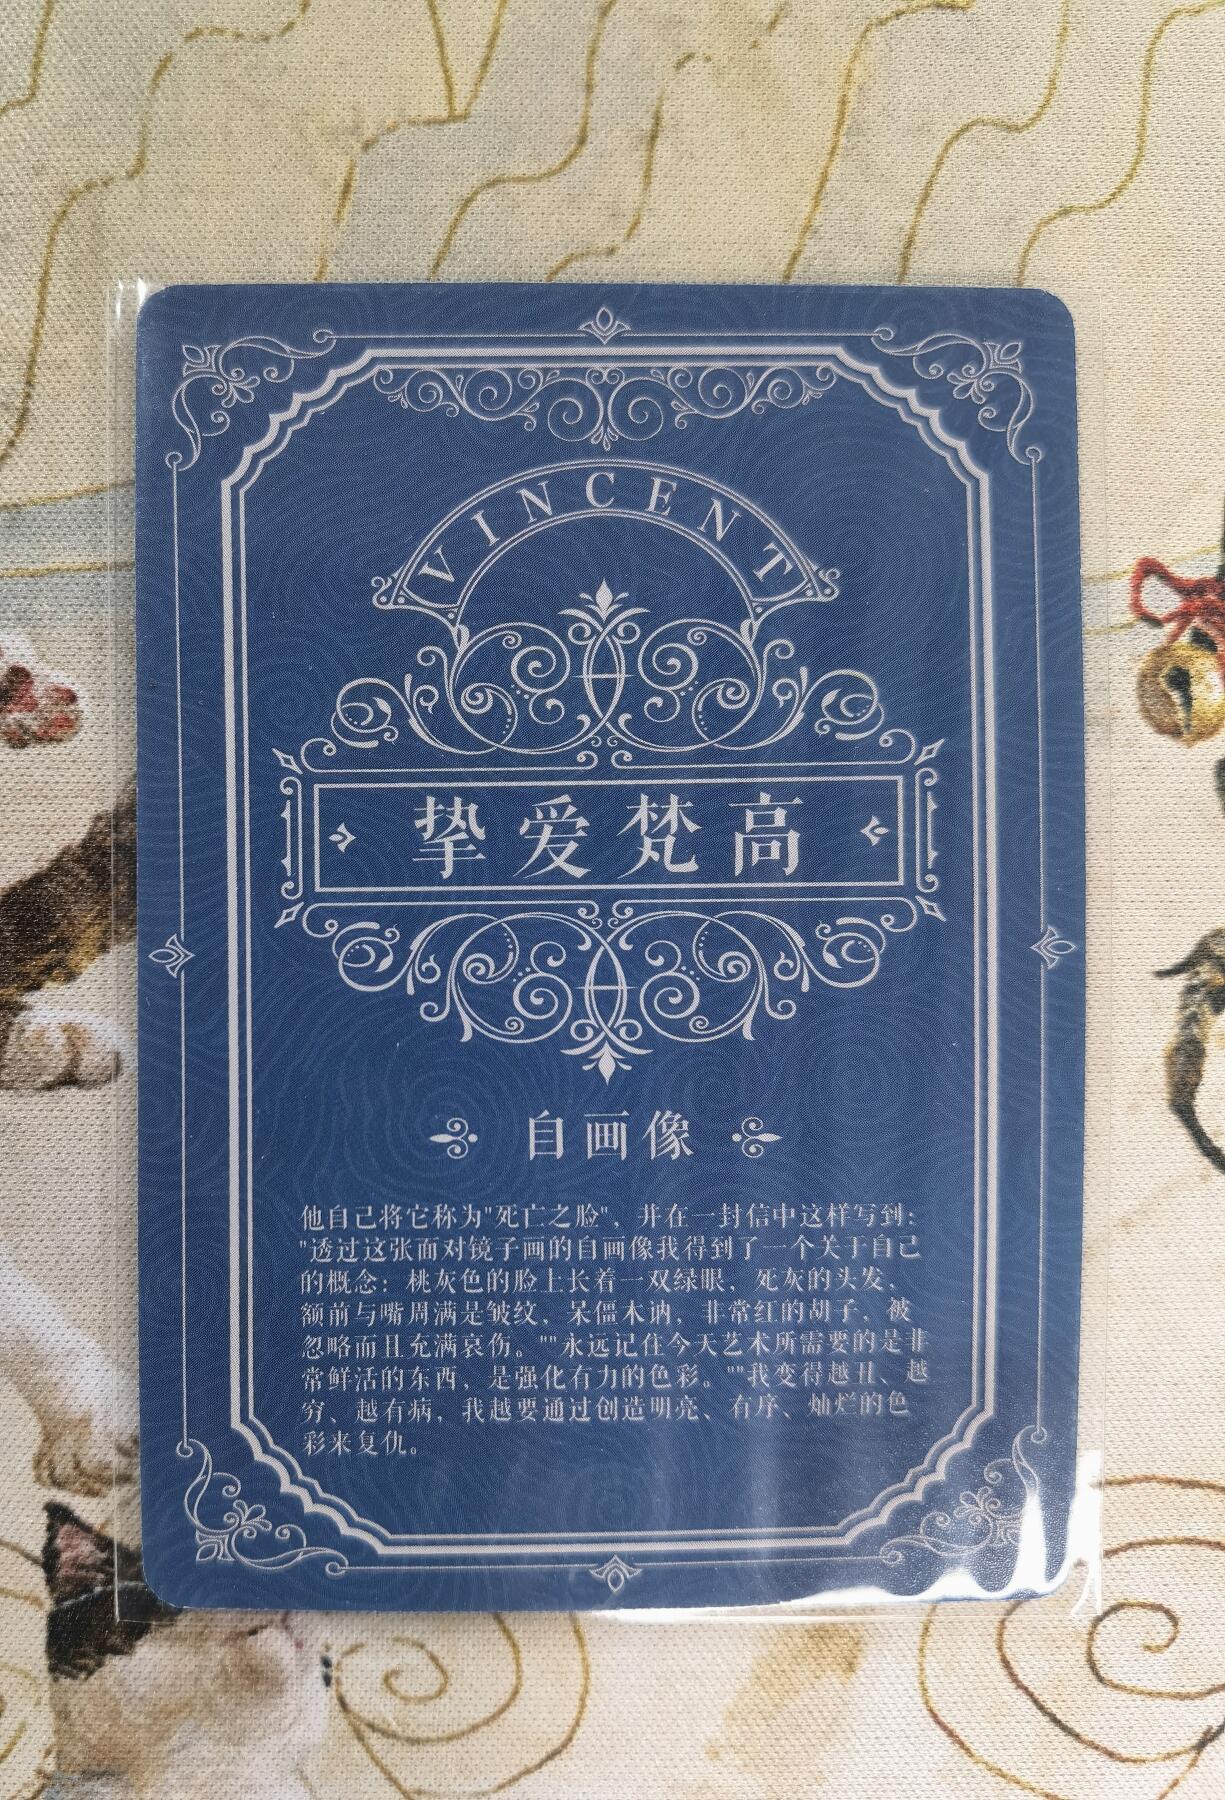 VINCENT
挚爱梵高
自画像
他自己将它称为"死亡之脸"，并在一封信中这样写到：
"透过这张面对镜子画的自画像我得到了一个关于自己
的概念：桃灰色的脸上长着一双绿眼，死灰的头发，
额前与嘴周满是皱纹，呆僵木讷，非常红的胡子，被
忽略而且充满哀伤。""永远记住今天艺术所需要的是非
常鲜活的东西，是强化有力的色彩。""我变得越丑、越
穷、越有病，我越要通过创造明亮、有序、灿烂的色
彩来复仇。